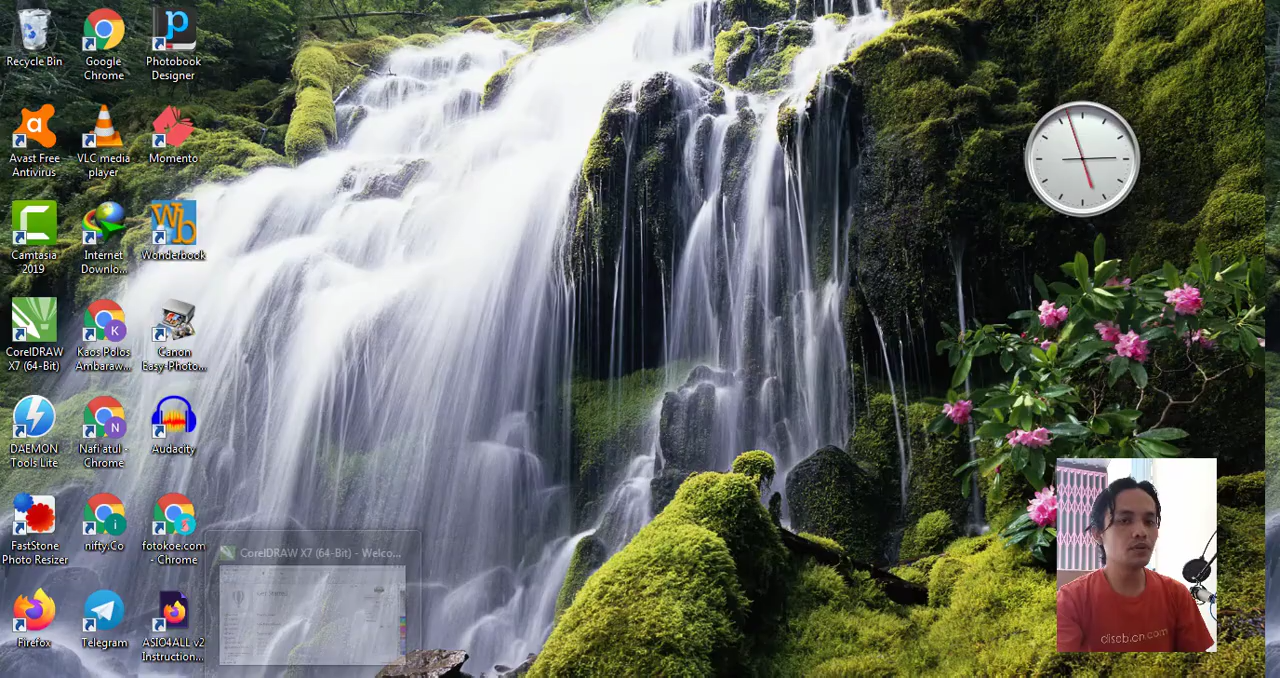 Recycle Bin
Google
Chrome
Photobook
Designer
Avast Free
Antivirus
VLC media
player
Momento
Camtasia
2019
Internet
Downlo...
Wonderbook
CorelDRAW
X7 (64-Bit)
Kaos Polos
Ambaraw...
Canon
Easy-Photo...
DAEMON
Tools Lite
Nafi'atul -
Chrome
Audacity
FastStone
Photo Resizer
nifty.Co
fotokoe.com
- Chrome
Firefox
Telegram
ASIO4ALL v2
Instruction...
CorelDRAW X7 (64-Bit) - Welco...